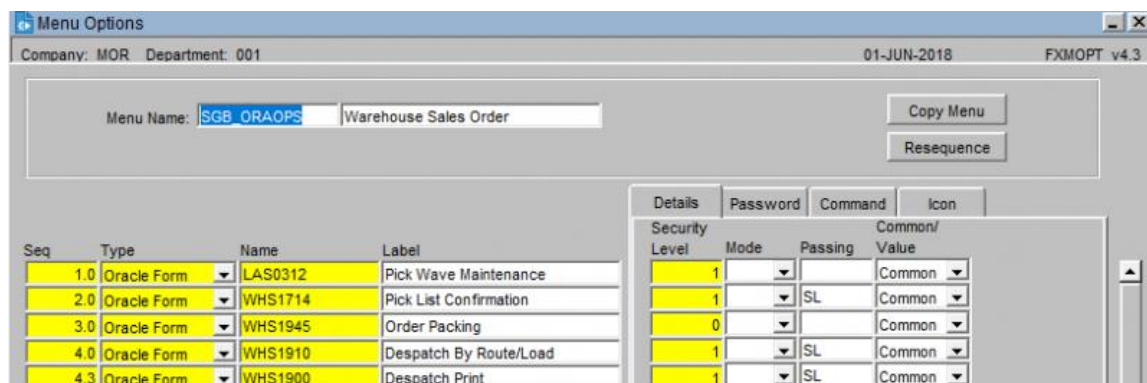 Menu Options
Company: MOR Department: 001 01-JUN-2018 FXMOPT v4.3
Menu Name: SGB_ORAOPS Warehouse Sales Order Copy Menu
Resequence
Details Password Command Icon
Security Common/
Seq Type Name Label Level Mode Passing Value
1.0 Oracle Form LAS0312 Pick Wave Maintenance 1 Common
2.0 Oracle Form WHS1714 Pick List Confirmation 1 SL Common
3.0 Oracle Form WHS1945 Order Packing 0 Common
4.0 Oracle Form WHS1910 Despatch By Route/Load 1 SL Common
4.3 Oracle Form WHS1900 Despatch Print 1 SL Common